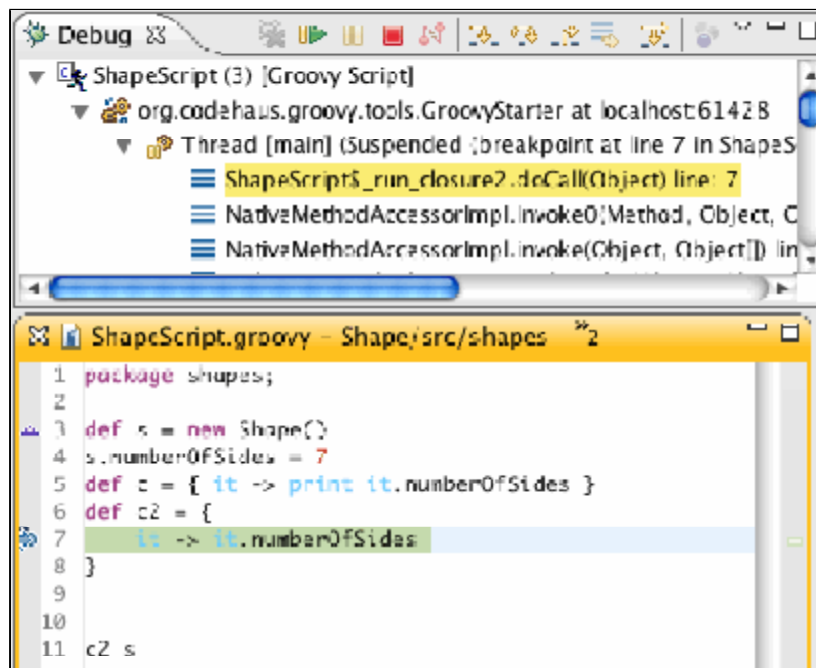 Debug
ShapeScript (3) [Groovy Script]
org.codehaus.groovy.tools.GroovyStarter at localhost:61428
Thread [main] (Suspended (breakpoint at line 7 in ShapeS
ShapeScript$_run_closure2.doCall(Object) line: 7
NativeMethodAccessorImpl.invoke0(Method, Object, O
NativeMethodAccessorImpl.invoke(Object, Object[]) lin
ShapeScript.groovy – Shape/src/shapes »2
1 package shapes;
2
3 def s = new Shape()
4 s.numberOfSides = 7
5 def c = { it -> print it.numberOfSides }
6 def c2 = {
7 it -> it.numberOfSides
8 }
9
10
11 c2 s